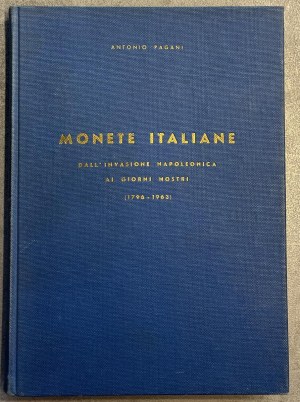 ANTONIO PAGANI
MONETE ITALIANE
DALL'INVASIONE NAPOLEONICA
AI GIORNI NOSTRI
(1796-1963)